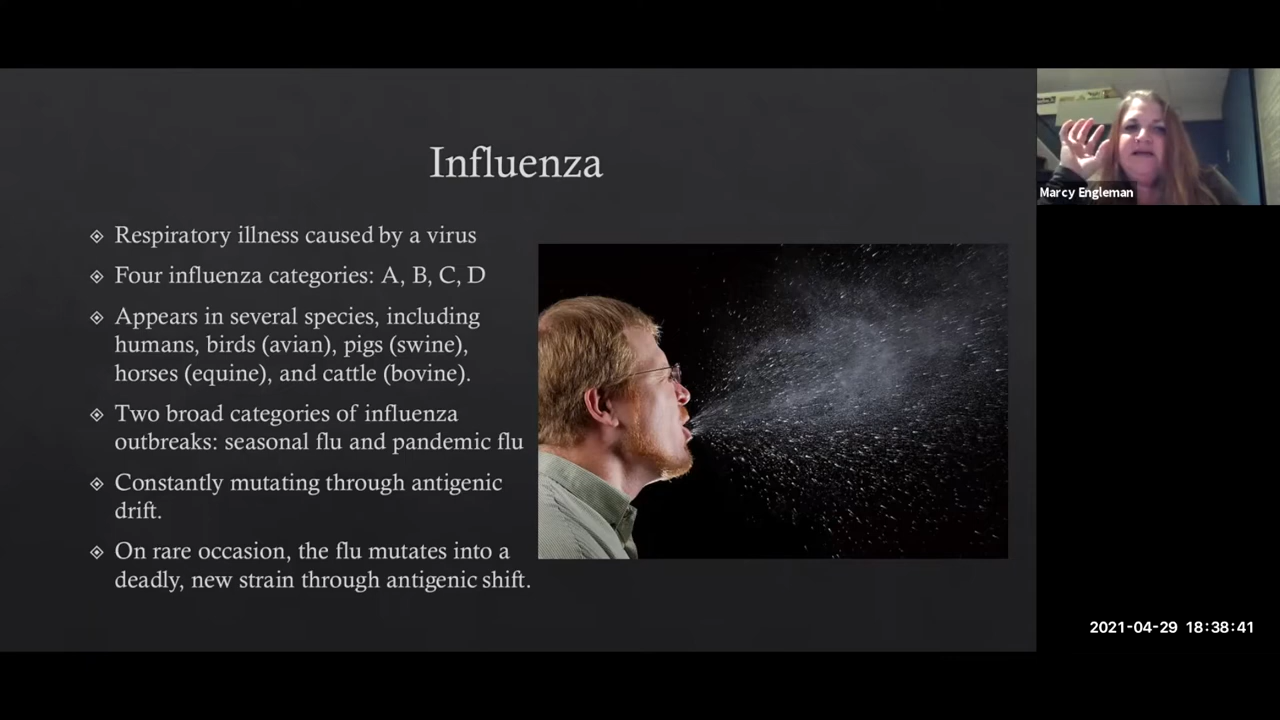 Influenza
Respiratory illness caused by a virus
Four influenza categories: A, B, C, D
Appears in several species, including
humans, birds (avian), pigs (swine),
horses (equine), and cattle (bovine).
Two broad categories of influenza
outbreaks: seasonal flu and pandemic flu
Constantly mutating through antigenic
drift.
On rare occasion, the flu mutates into a
deadly, new strain through antigenic shift.
Marcy Engleman
2021-04-29 18:38:41